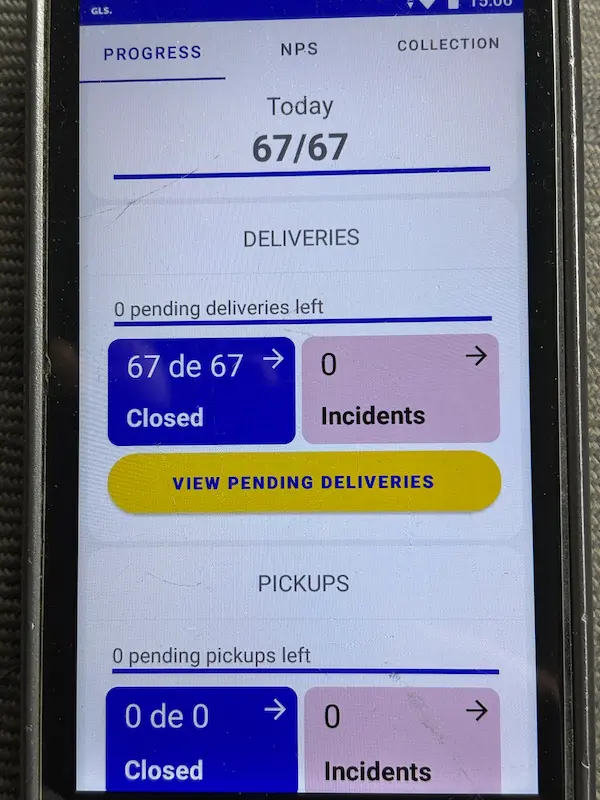 GLS.
15:06
PROGRESS
NPS
COLLECTION
Today
67/67
DELIVERIES
0 pending deliveries left
67 de 67
Closed
0
Incidents
VIEW PENDING DELIVERIES
PICKUPS
0 pending pickups left
0 de 0
Closed
0
Incidents